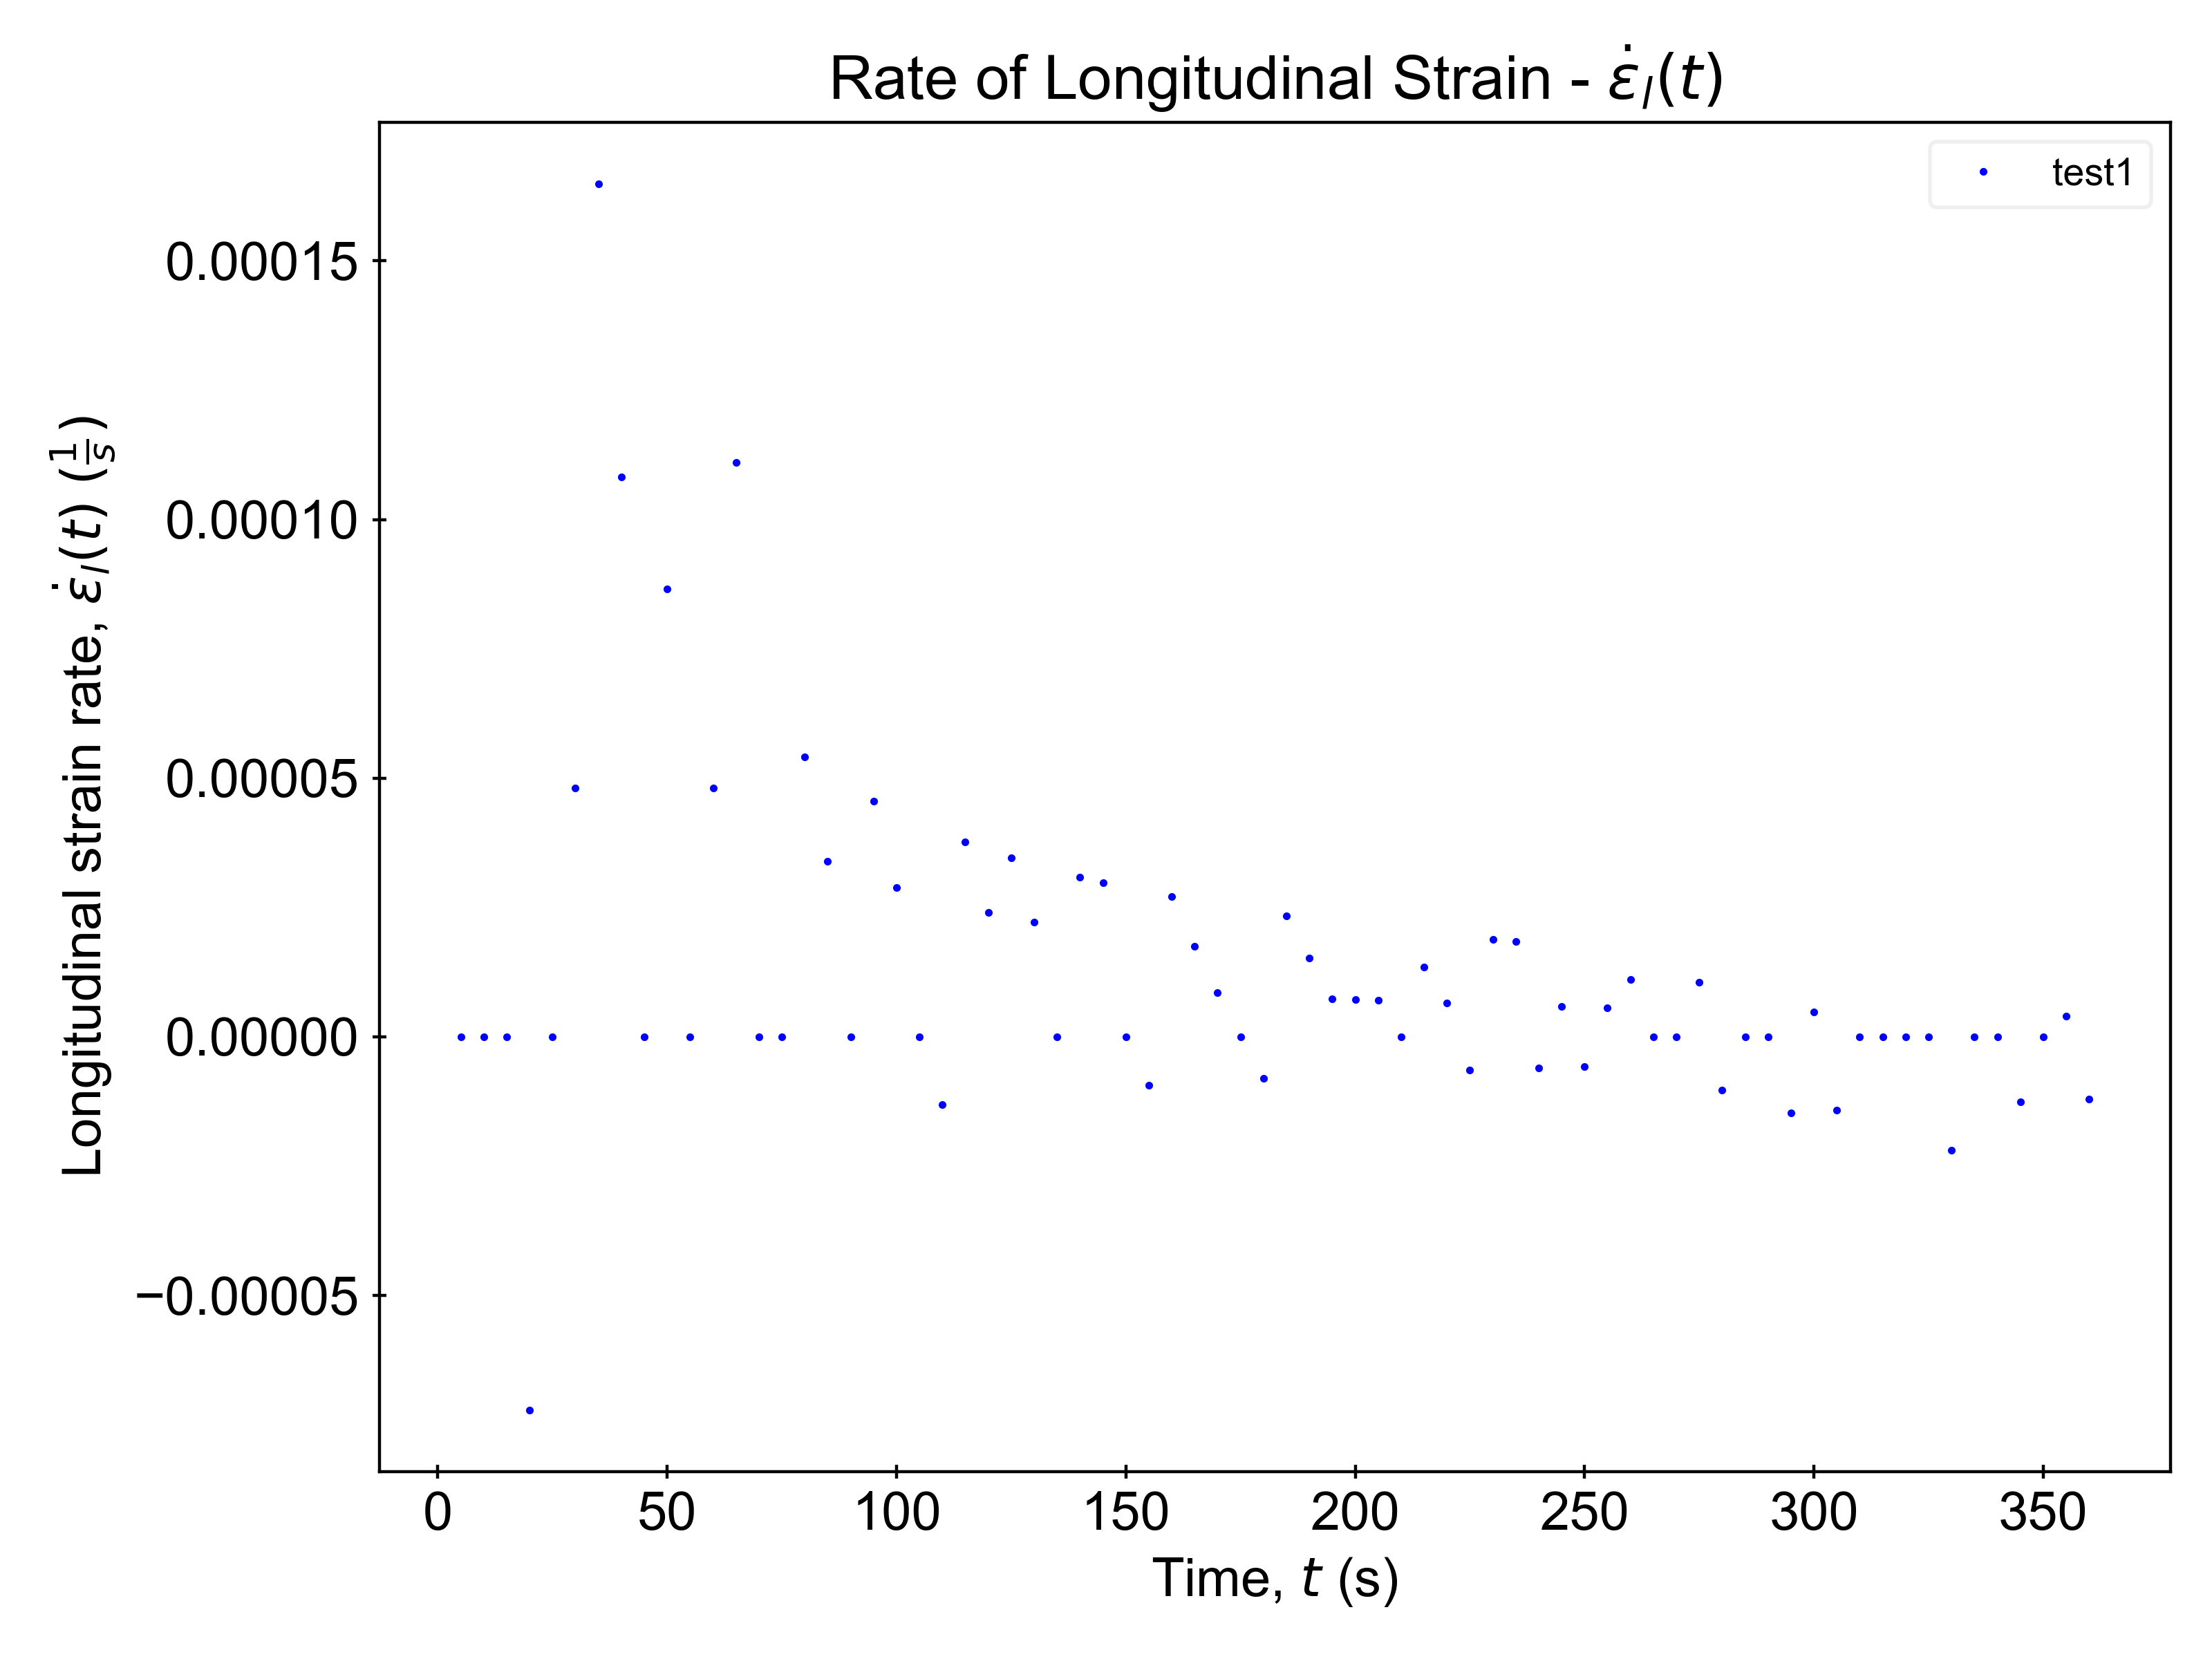 Rate of Longitudinal Strain - ε̇ₗ(t)
test1
0.00015
0.00010
0.00005
0.00000
−0.00005
Longitudinal strain rate, ε̇ₗ(t) (1/s)
0 50 100 150 200 250 300 350
Time, t (s)